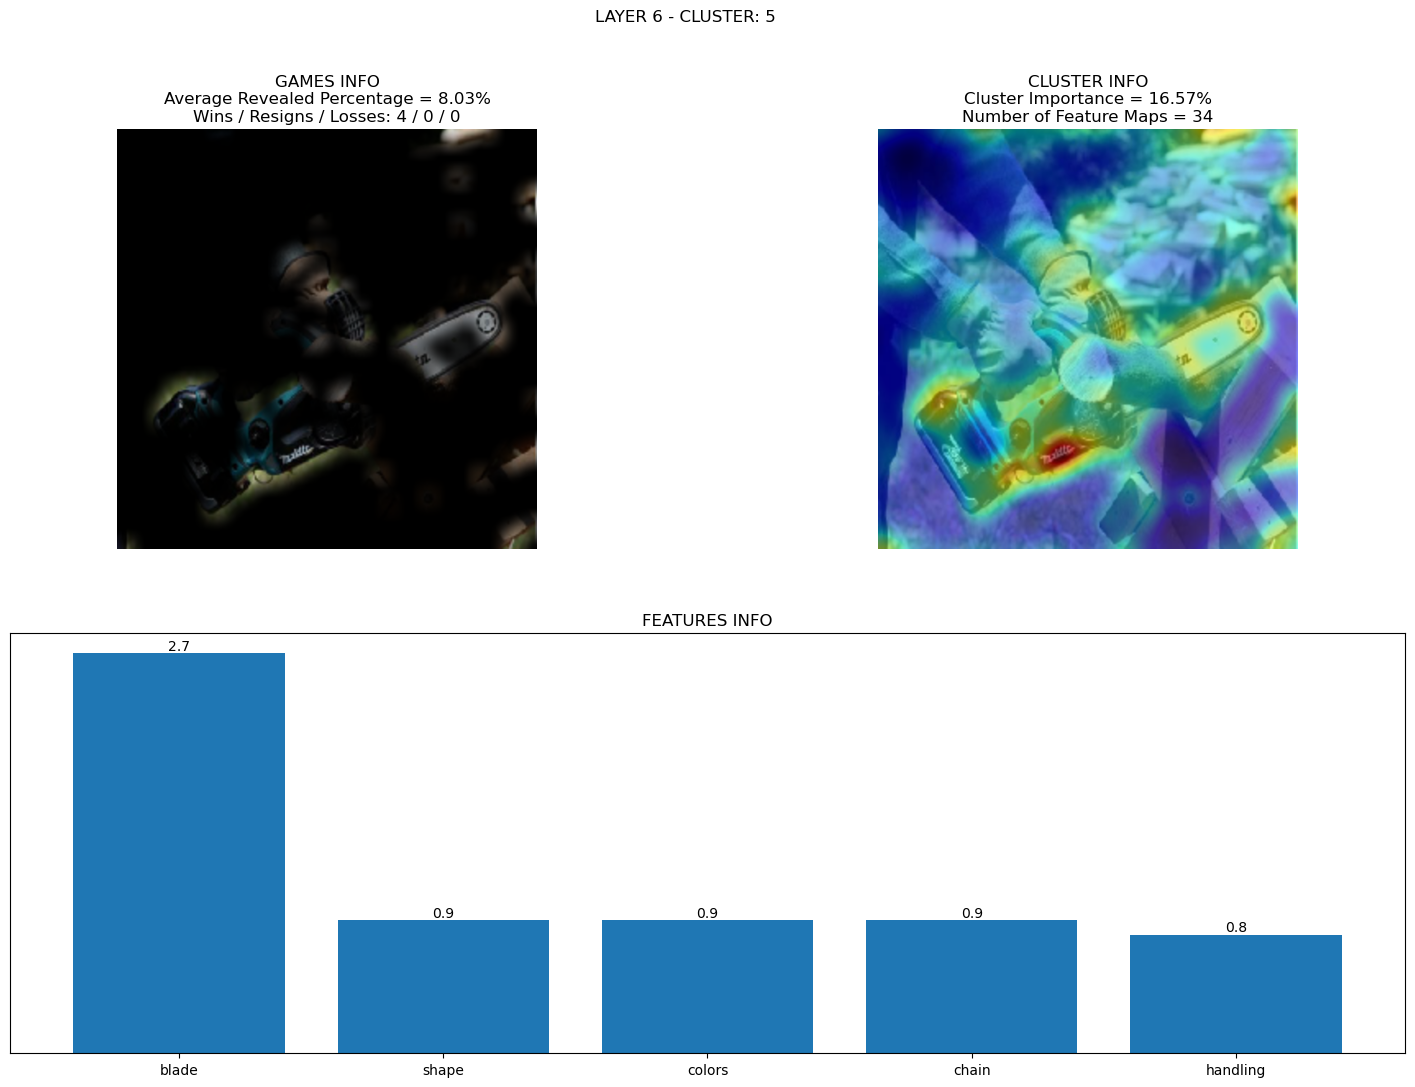 LAYER 6 - CLUSTER: 5
GAMES INFO
Average Revealed Percentage = 8.03%
Wins / Resigns / Losses: 4 / 0 / 0
CLUSTER INFO
Cluster Importance = 16.57%
Number of Feature Maps = 34
makita
makita
FEATURES INFO
2.7
0.9
0.9
0.9
0.8
blade
shape
colors
chain
handling